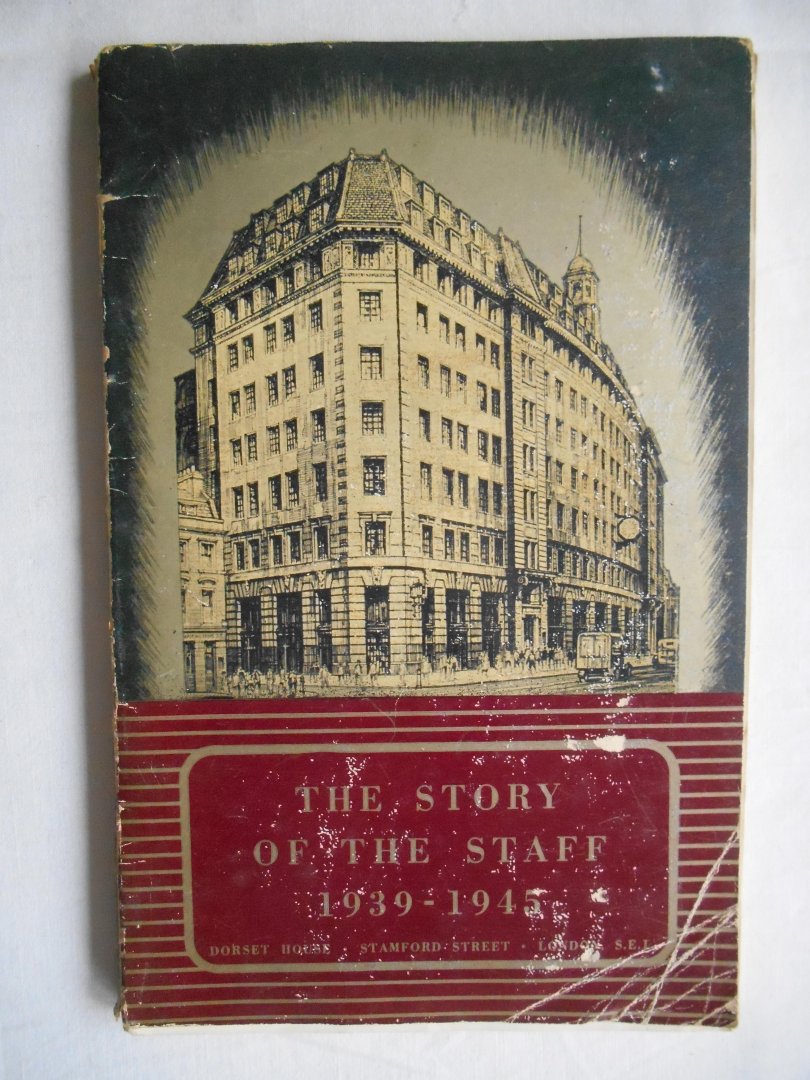 THE STORY
OF THE STAFF
1939-1945
DORSET HOUSE · STAMFORD STREET · LONDON S.E.1